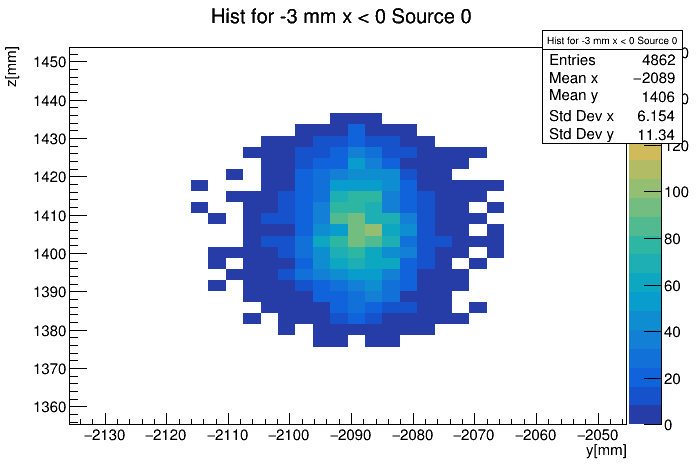 Hist for -3 mm x < 0 Source 0
Hist for -3 mm x < 0 Source 0
Entries 4862
Mean x −2089
Mean y 1406
Std Dev x 6.154
Std Dev y 11.34
z[mm]
1450
1440
1430
1420
1410
1400
1390
1380
1370
1360
−2130
−2120
−2110
−2100
−2090
−2080
−2070
−2060
−2050
y[mm]
120
100
80
60
40
20
0